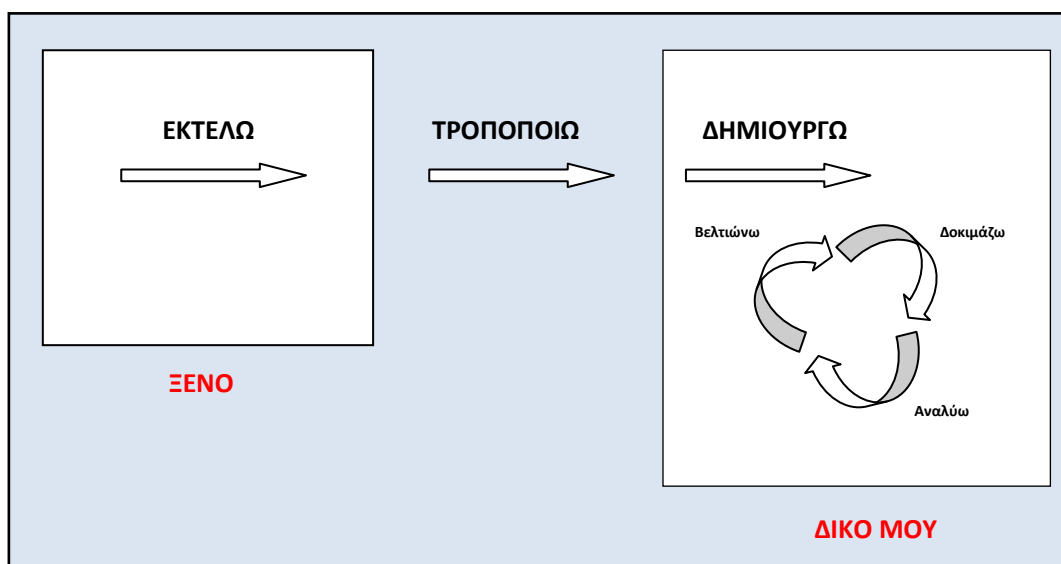 ΕΚΤΕΛΩ
ΤΡΟΠΟΠΟΙΩ
ΔΗΜΙΟΥΡΓΩ
Βελτιώνω
Δοκιμάζω
Αναλύω
ΞΕΝΟ
ΔΙΚΟ ΜΟΥ